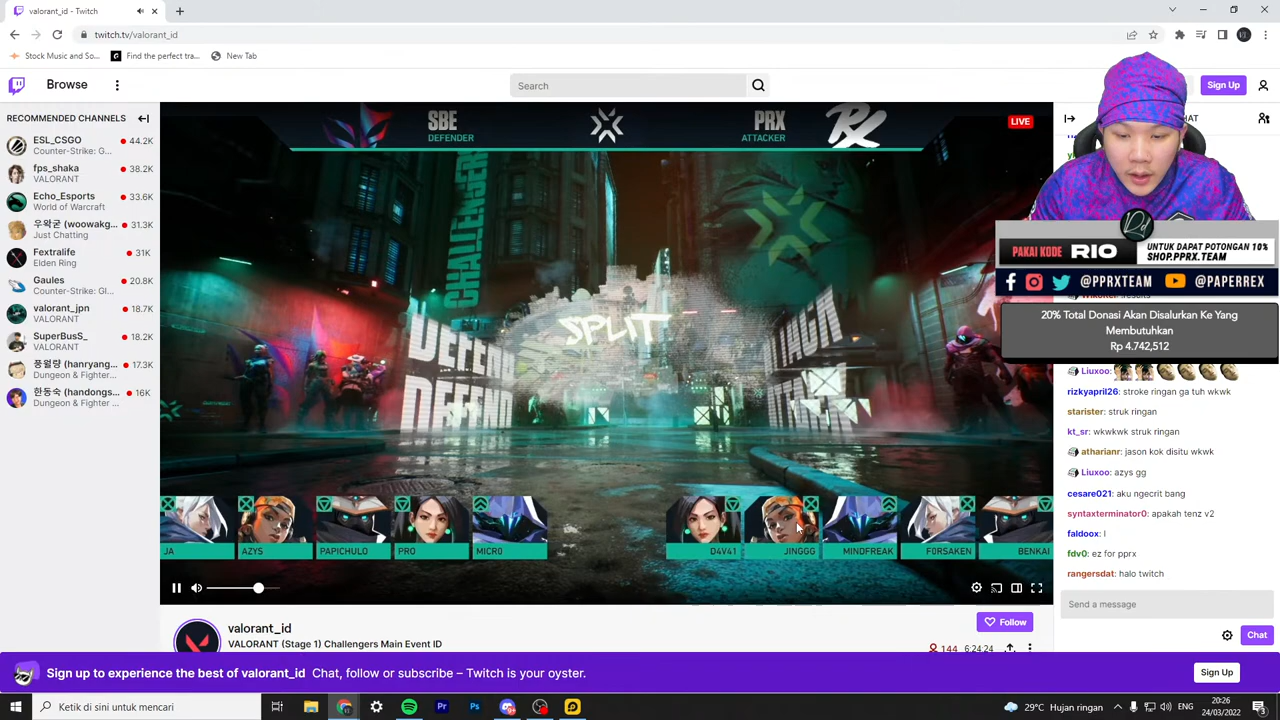 valorant_id - Twitch
twitch.tv/valorant_id
Stock Music and So...
Find the perfect tra...
New Tab
Browse
Search
Sign Up
RECOMMENDED CHANNELS
ESL_CSGO
44.2K
Counter-Strike: G...
fps_shaka
38.2K
VALORANT
Echo_Esports
33.6K
World of Warcraft
우왁굳 (woowakg...
31.3K
Just Chatting
Fextralife
31K
Elden Ring
Gaules
20.8K
Counter-Strike: Gl...
valorant_jpn
18.7K
VALORANT
SuperBusS_
18.2K
VALORANT
풍월량 (hanryang...
17.3K
Dungeon & Fighter...
한동숙 (handongs...
16K
Dungeon & Fighter ...
SBE
DEFENDER
PRX
ATTACKER
LIVE
CHALLENGERS
SPLIT
JA
AZYS
PAPICHULO
PRO
MICR0
D4V41
JINGGG
MINDFREAK
F0RSAKEN
BENKAI
PAKAI KODE RIO
UNTUK DAPAT POTONGAN 10%
SHOP.PPRX.TEAM
@PPRXTEAM
@PAPERREX
20% Total Donasi Akan Disalurkan Ke Yang
Membutuhkan
Rp 4.742,512
Liuxoo:
rizkyapril26: stroke ringan ga tuh wkwk
starister: struk ringan
kt_sr: wkwkwk struk ringan
atharianr: jason kok disitu wkwk
Liuxoo: azys gg
cesare021: aku ngecrit bang
syntaxterminator0: apakah tenz v2
faldoox: I
fdv0: ez for pprx
rangersdat: halo twitch
Send a message
Chat
valorant_id
VALORANT (Stage 1) Challengers Main Event ID
Follow
144
6:24:24
Sign up to experience the best of valorant_id Chat, follow or subscribe – Twitch is your oyster.
Sign Up
Ketik di sini untuk mencari
29°C Hujan ringan
ENG
20:26
24/03/2022